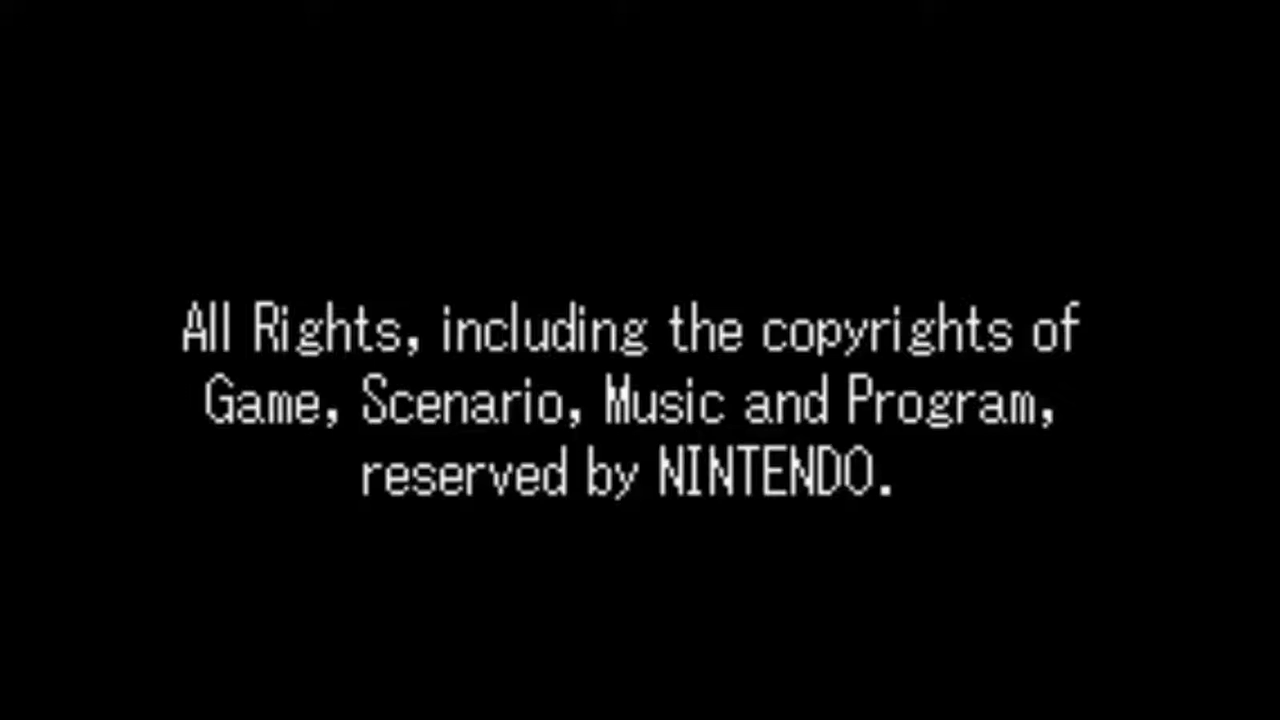 All Rights, including the copyrights of
Game, Scenario, Music and Program,
reserved by NINTENDO.